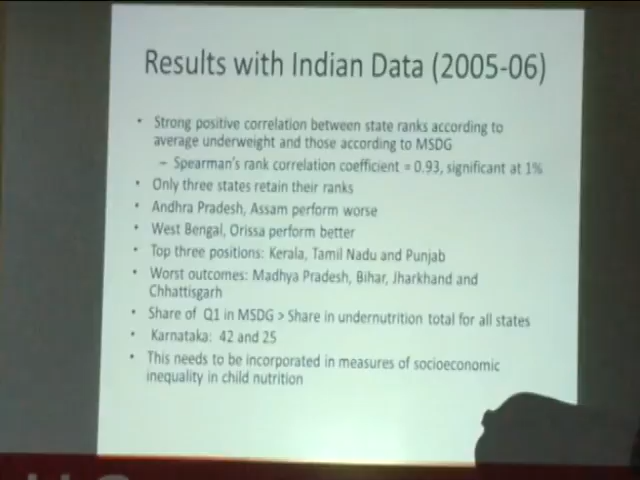 Results with Indian Data (2005-06)
• Strong positive correlation between state ranks according to
average underweight and those according to MSDG
– Spearman's rank correlation coefficient = 0.93, significant at 1%
• Only three states retain their ranks
• Andhra Pradesh, Assam perform worse
• West Bengal, Orissa perform better
• Top three positions: Kerala, Tamil Nadu and Punjab
• Worst outcomes: Madhya Pradesh, Bihar, Jharkhand and
Chhattisgarh
• Share of Q1 in MSDG > Share in undernutrition total for all states
• Karnataka: 42 and 25
• This needs to be incorporated in measures of socioeconomic
inequality in child nutrition